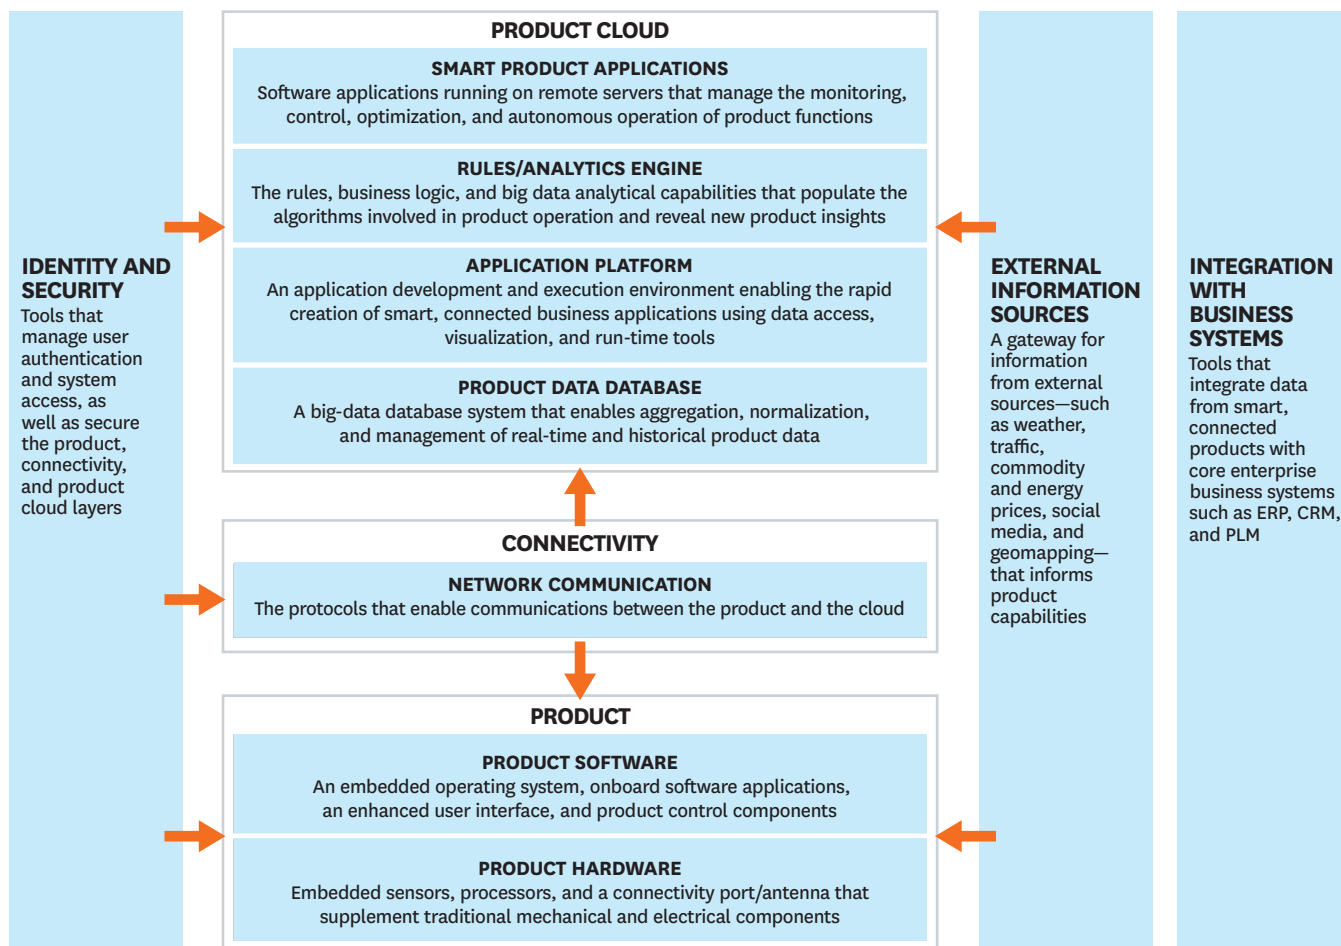 PRODUCT CLOUD
SMART PRODUCT APPLICATIONS
Software applications running on remote servers that manage the monitoring,
control, optimization, and autonomous operation of product functions
RULES/ANALYTICS ENGINE
The rules, business logic, and big data analytical capabilities that populate the
algorithms involved in product operation and reveal new product insights
APPLICATION PLATFORM
An application development and execution environment enabling the rapid
creation of smart, connected business applications using data access,
visualization, and run-time tools
PRODUCT DATA DATABASE
A big-data database system that enables aggregation, normalization,
and management of real-time and historical product data
IDENTITY AND
SECURITY
Tools that
manage user
authentication
and system
access, as
well as secure
the product,
connectivity,
and product
cloud layers
CONNECTIVITY
NETWORK COMMUNICATION
The protocols that enable communications between the product and the cloud
PRODUCT
PRODUCT SOFTWARE
An embedded operating system, onboard software applications,
an enhanced user interface, and product control components
PRODUCT HARDWARE
Embedded sensors, processors, and a connectivity port/antenna that
supplement traditional mechanical and electrical components
EXTERNAL
INFORMATION
SOURCES
A gateway for
information
from external
sources—such
as weather,
traffic,
commodity
and energy
prices, social
media, and
geomapping—
that informs
product
capabilities
INTEGRATION
WITH
BUSINESS
SYSTEMS
Tools that
integrate data
from smart,
connected
products with
core enterprise
business systems
such as ERP, CRM,
and PLM